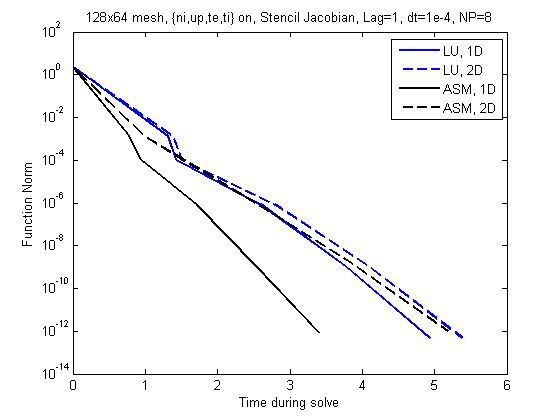 128x64 mesh, {ni,up,te,ti} on, Stencil Jacobian, Lag=1, dt=1e-4, NP=8
LU, 1D
LU, 2D
ASM, 1D
ASM, 2D
Function Norm
10^2
10^0
10^-2
10^-4
10^-6
10^-8
10^-10
10^-12
10^-14
0 1 2 3 4 5 6
Time during solve